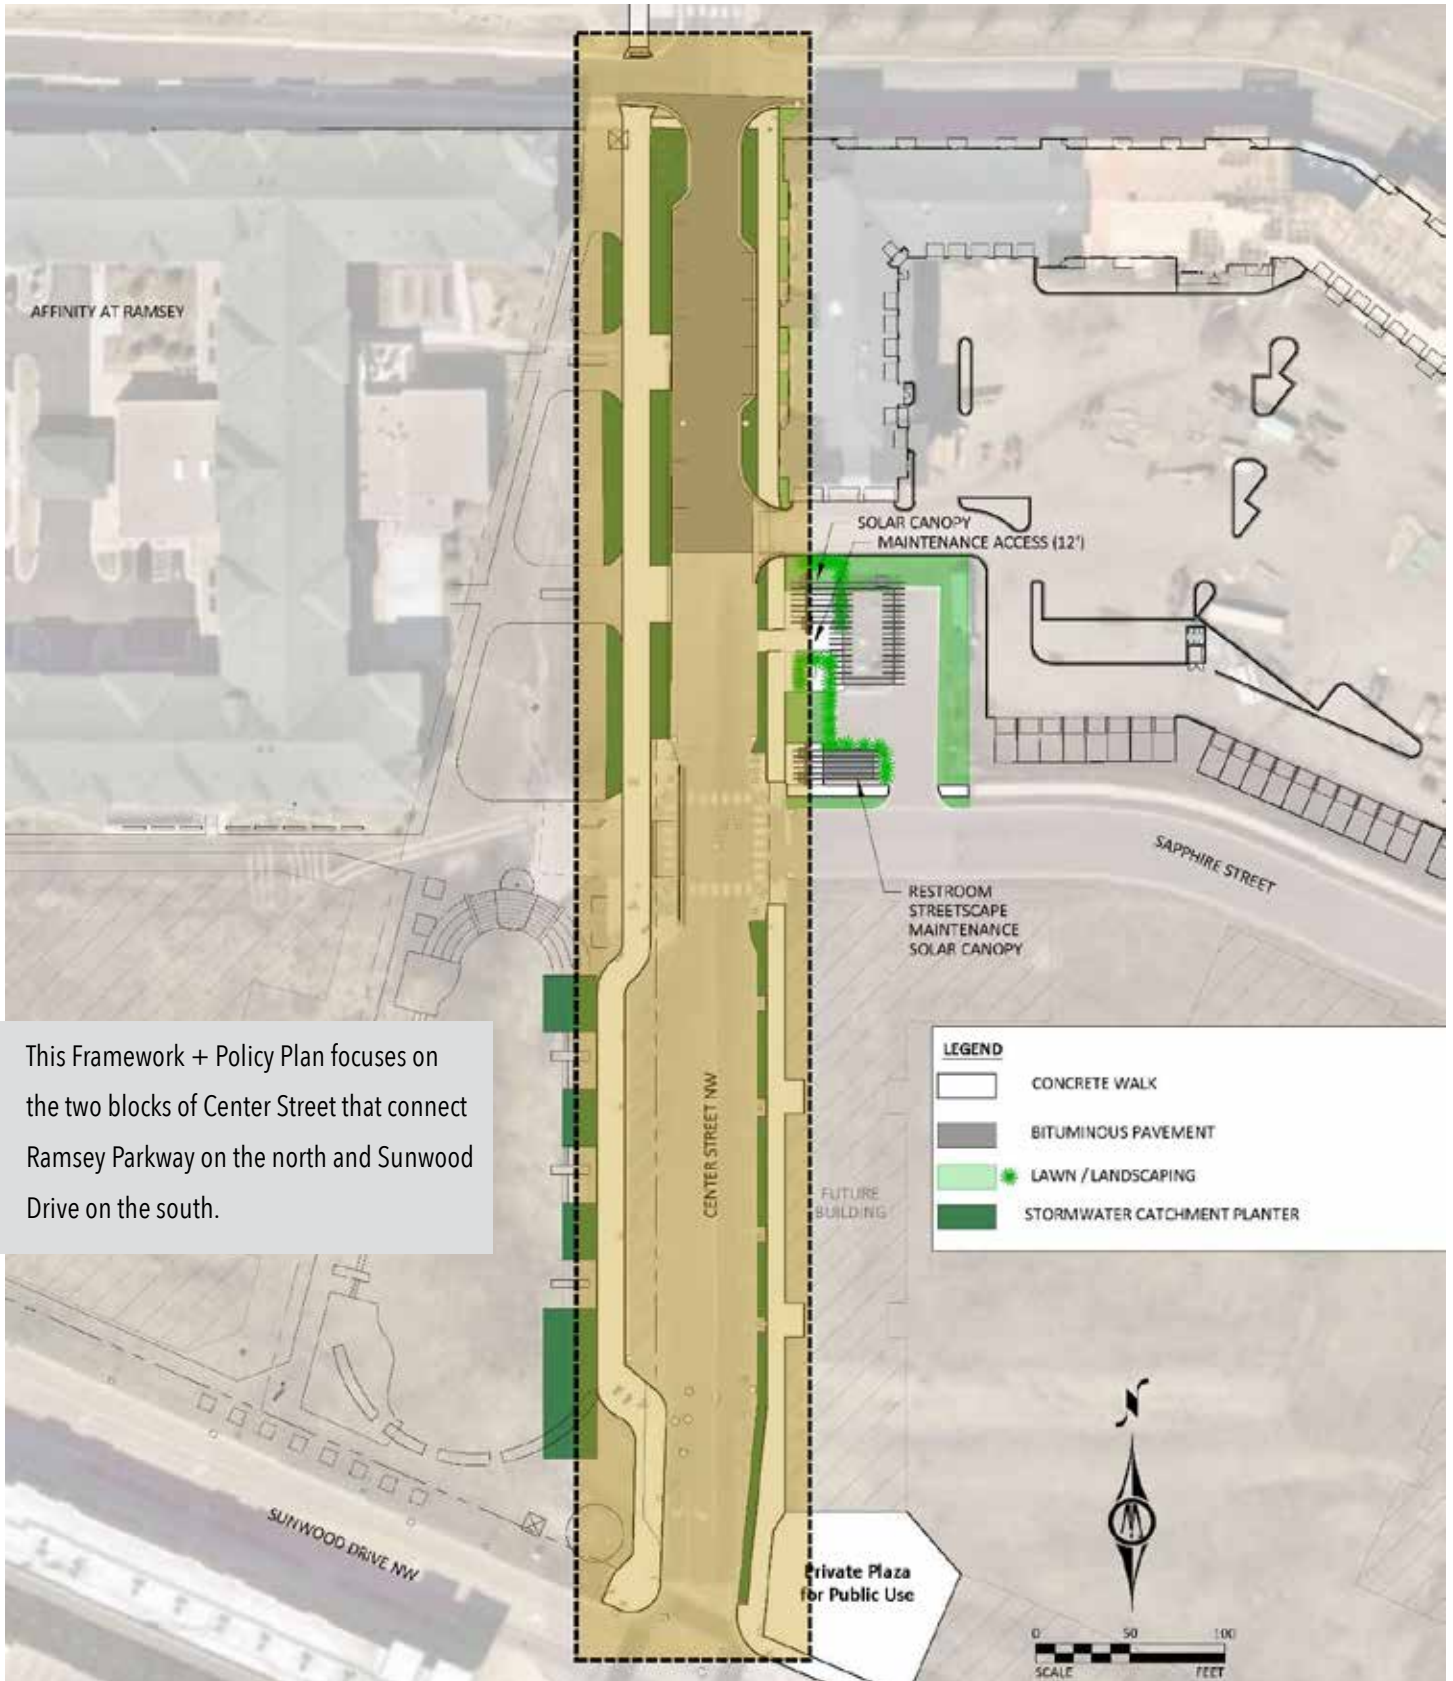 AFFINITY AT RAMSEY
SOLAR CANOPY
MAINTENANCE ACCESS (12')
SAPPHIRE STREET
RESTROOM
STREETSCAPE
MAINTENANCE
SOLAR CANOPY
This Framework + Policy Plan focuses on
the two blocks of Center Street that connect
Ramsey Parkway on the north and Sunwood
Drive on the south.
CENTER STREET NW
FUTURE
BUILDING
LEGEND
CONCRETE WALK
BITUMINOUS PAVEMENT
LAWN / LANDSCAPING
STORMWATER CATCHMENT PLANTER
SUNWOOD DRIVE NW
Private Plaza
for Public Use
N
0 50 100
SCALE FEET